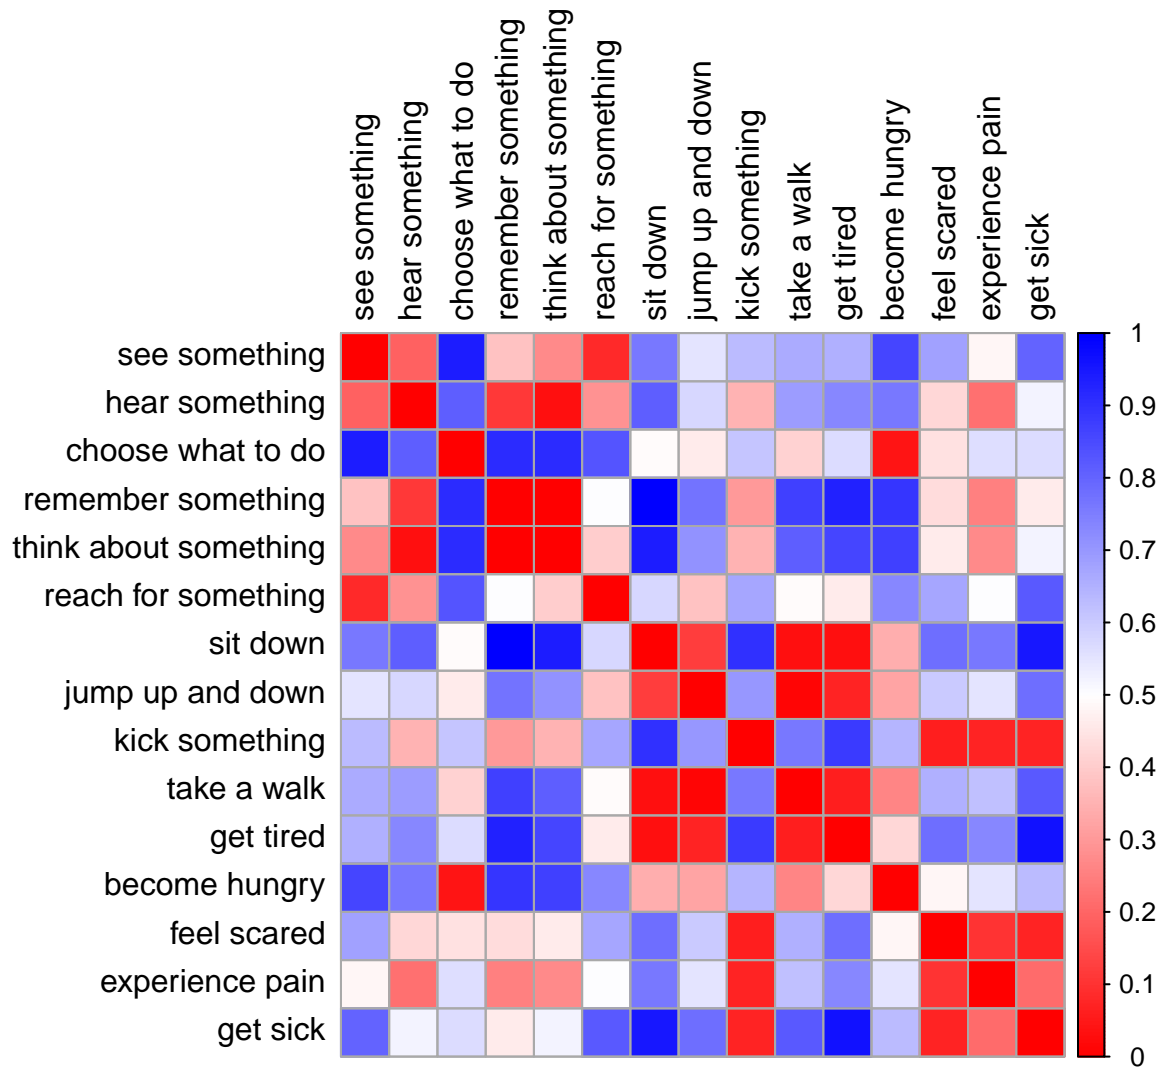 see something
hear something
choose what to do
remember something
think about something
reach for something
sit down
jump up and down
kick something
take a walk
get tired
become hungry
feel scared
experience pain
get sick
see something
hear something
choose what to do
remember something
think about something
reach for something
sit down
jump up and down
kick something
take a walk
get tired
become hungry
feel scared
experience pain
get sick
1
0.9
0.8
0.7
0.6
0.5
0.4
0.3
0.2
0.1
0